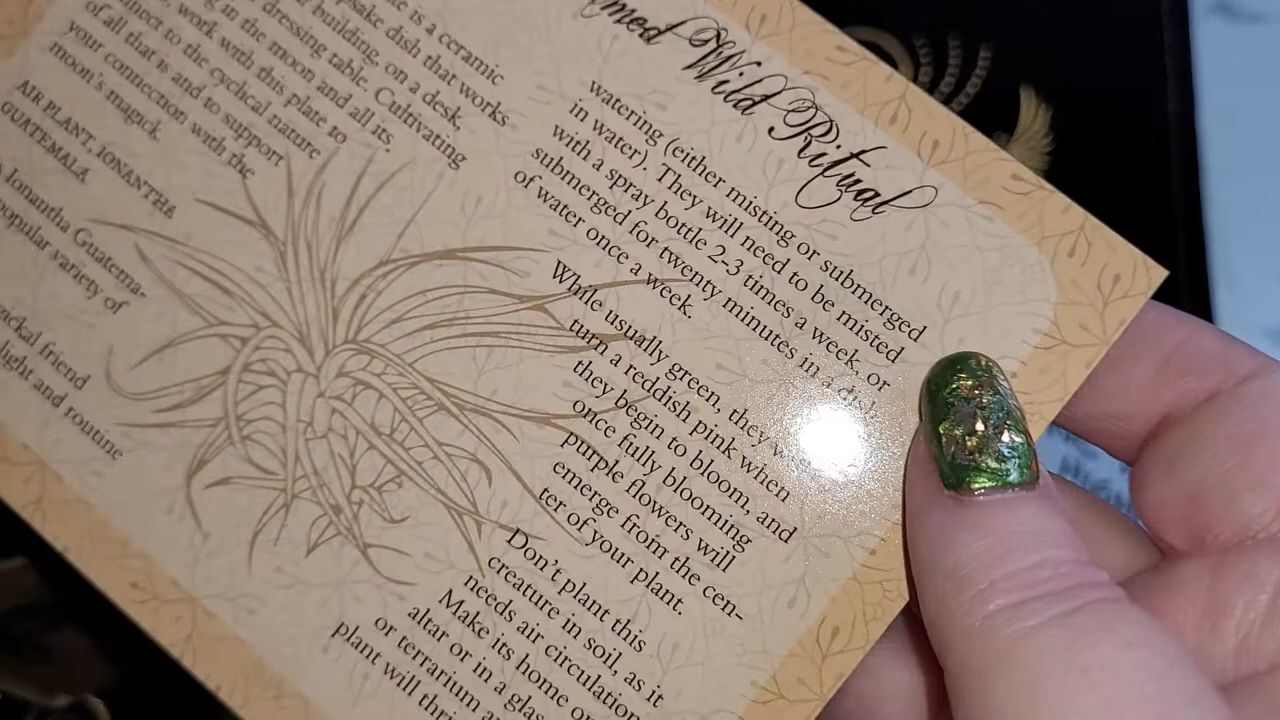 med Wild Ritual
is a ceramic
keepsake dish that works
building, on a desk,
dressing table. Cultivating
in the moon and all its,
work with this plate to
connect to the cyclical nature
of all that is and to support
your connection with the
moon's magick.
AIR PLANT, IONANTHA
GUATEMALA
Ionantha Guatema-
popular variety of
friend
light and routine
watering (either misting or submerged
in water). They will need to be misted
with a spray bottle 2-3 times a week, or
submerged for twenty minutes in a dish
of water once a week.
While usually green, they
turn a reddish pink when
they begin to bloom, and
once fully blooming
purple flowers will
emerge from the cen-
ter of your plant.
Don't plant this
creature in soil, as it
needs air circulation
Make its home
altar or in a
or terrarium
plant will